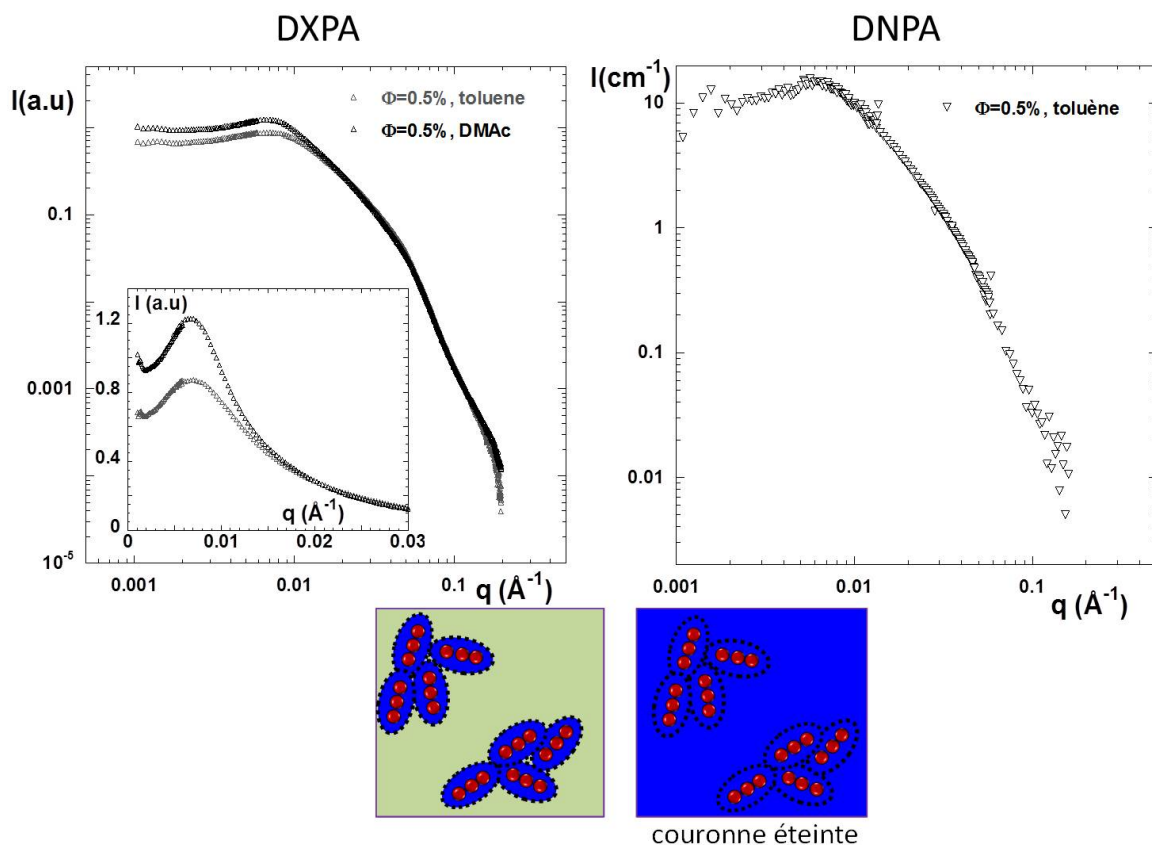 DXPA
I(a.u)
Φ=0.5%, toluene
Φ=0.5%, DMAc
0.1
0.001
10⁻⁵
0.001
0.01
0.1
q (Å⁻¹)
I (a.u)
1.2
0.8
0.4
0
0
0.01
0.02
0.03
q (Å⁻¹)
DNPA
I(cm⁻¹)
Φ=0.5%, toluène
10
1
0.1
0.01
0.001
0.01
0.1
q (Å⁻¹)
couronne éteinte